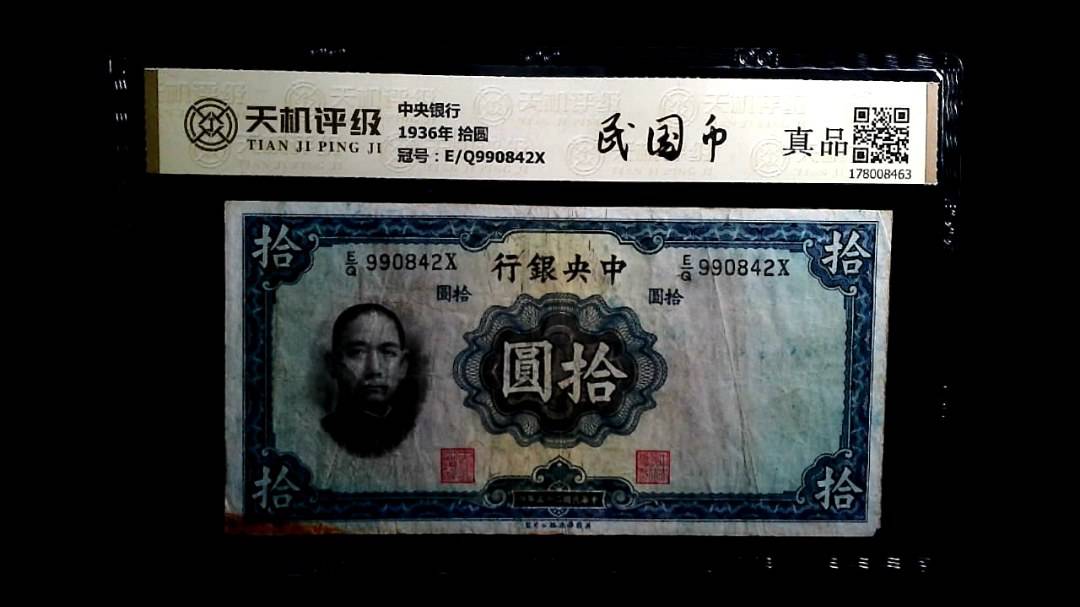 天机评级
TIAN JI PING JI
中央银行
1936年 拾圆
冠号：E/Q990842X
民国币
真品
178008463
拾
拾
E/Q 990842X
行銀央中
E/Q 990842X
圓拾
圓拾
圓拾
拾
拾